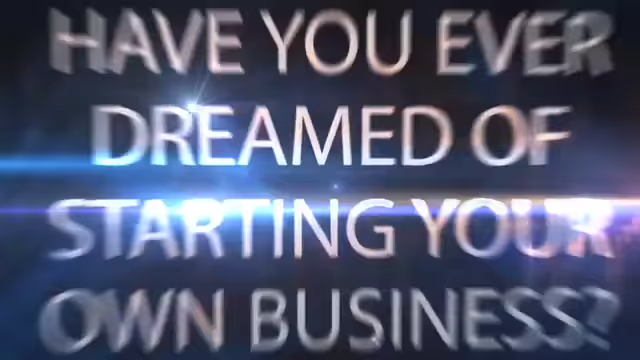 HAVE YOU EVER
DREAMED OF
STARTING YOUR
OWN BUSINESS?